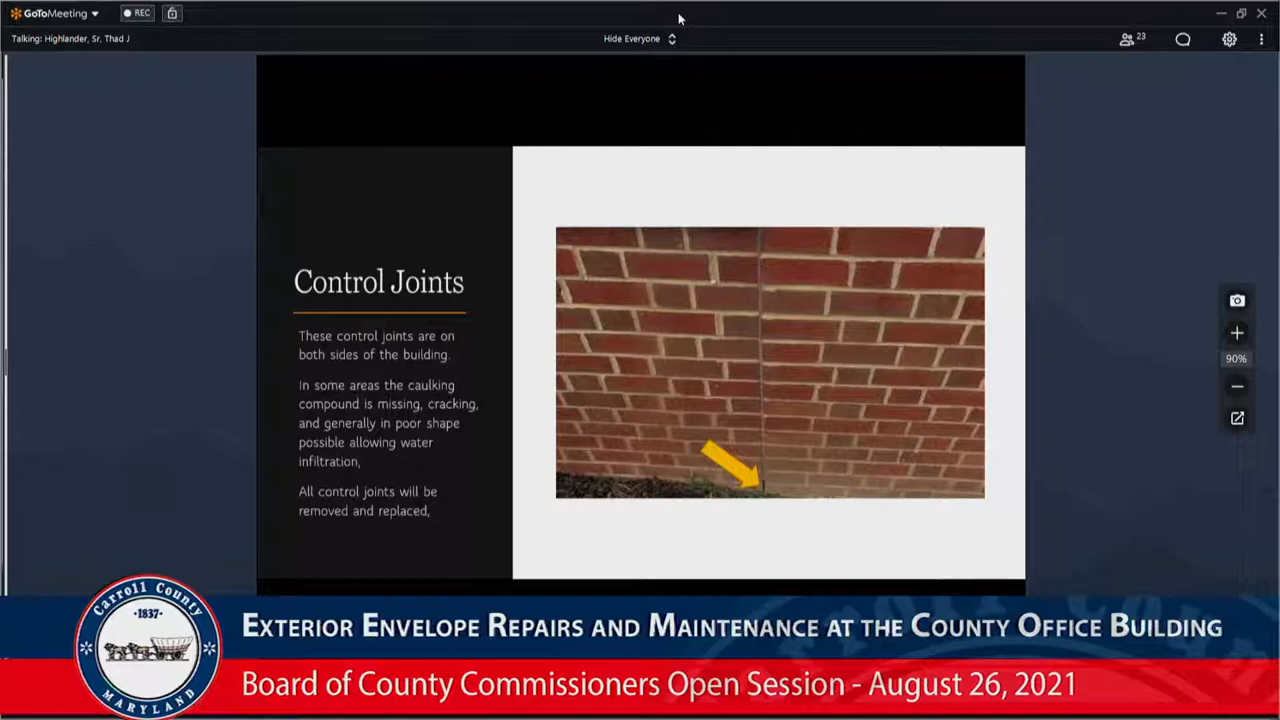 GoToMeeting
REC
Talking: Highlander, Sr. Thad J
Hide Everyone
23
Control Joints
These control joints are on
both sides of the building.
In some areas the caulking
compound is missing, cracking,
and generally in poor shape
possible allowing water
infiltration,
All control joints will be
removed and replaced,
90%
Carroll County
·1837·
MARYLAND
EXTERIOR ENVELOPE REPAIRS AND MAINTENANCE AT THE COUNTY OFFICE BUILDING
Board of County Commissioners Open Session - August 26, 2021